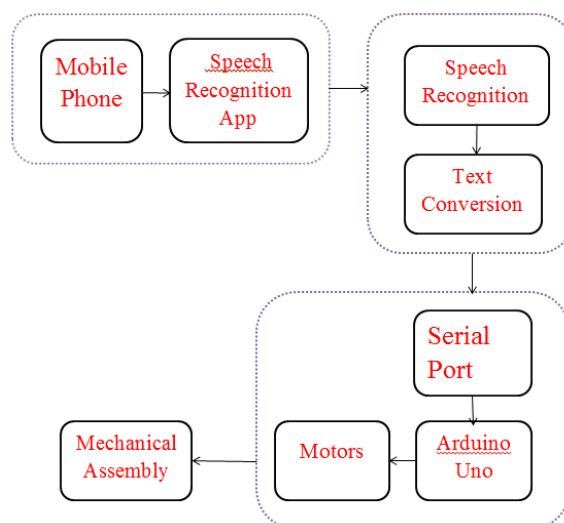 Mobile
Phone
Speech
Recognition
App
Speech
Recognition
Text
Conversion
Serial
Port
Arduino
Uno
Motors
Mechanical
Assembly